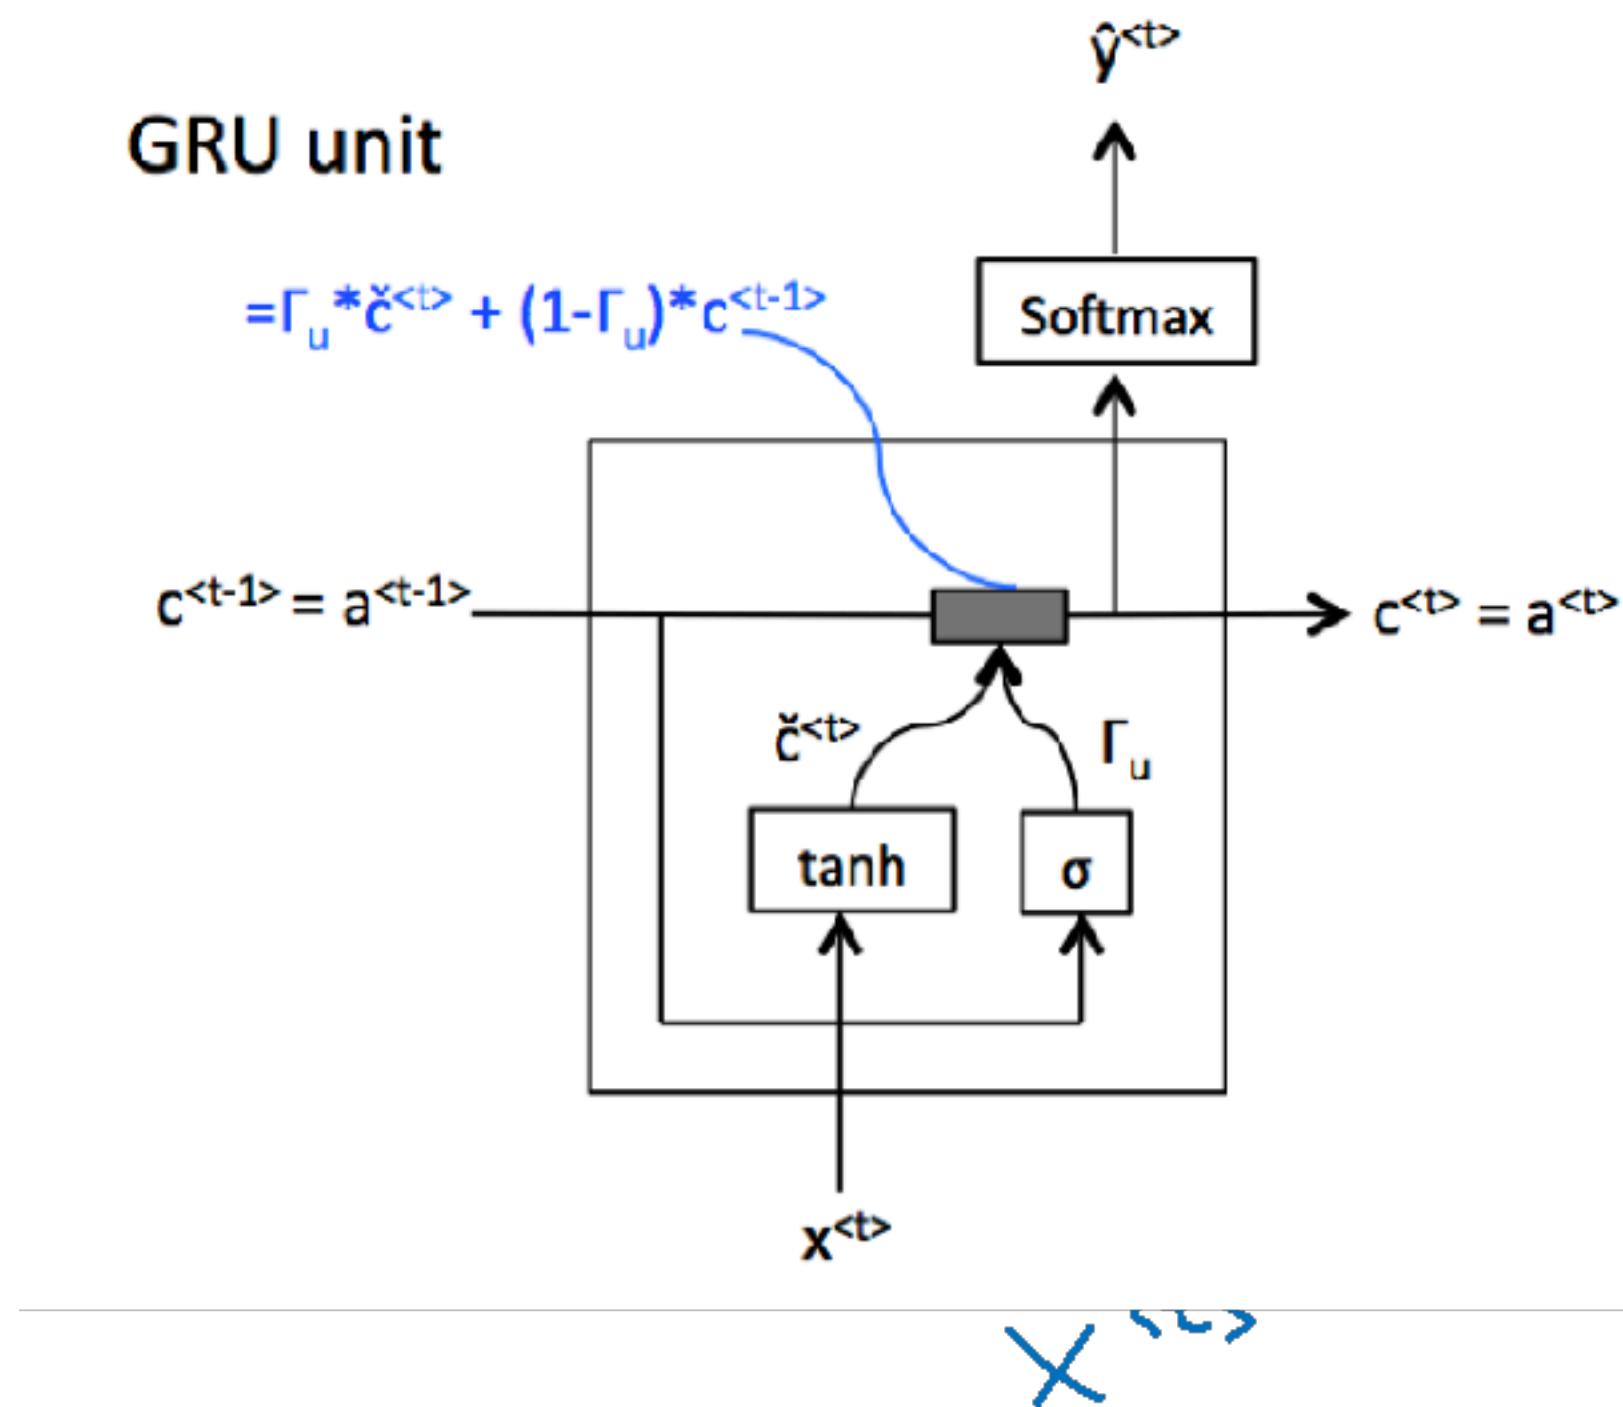 ŷ<t>
GRU unit
=Γu*č<t> + (1-Γu)*c<t-1>
Softmax
c<t-1> = a<t-1>
c<t> = a<t>
č<t>
Γu
tanh
σ
x<t>
x<t>